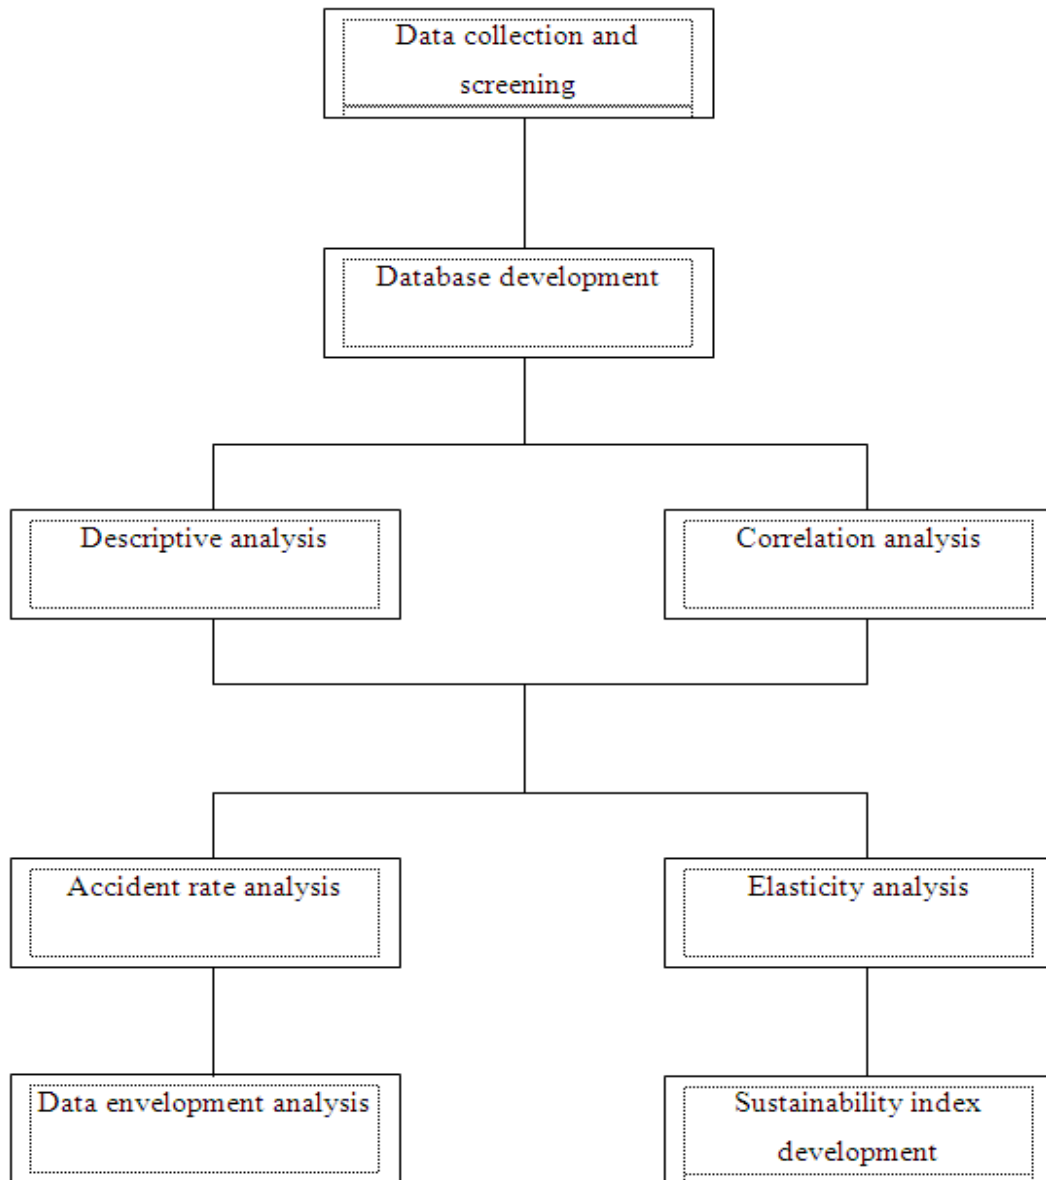 Data collection and
screening
Database development
Descriptive analysis
Correlation analysis
Accident rate analysis
Elasticity analysis
Data envelopment analysis
Sustainability index
development